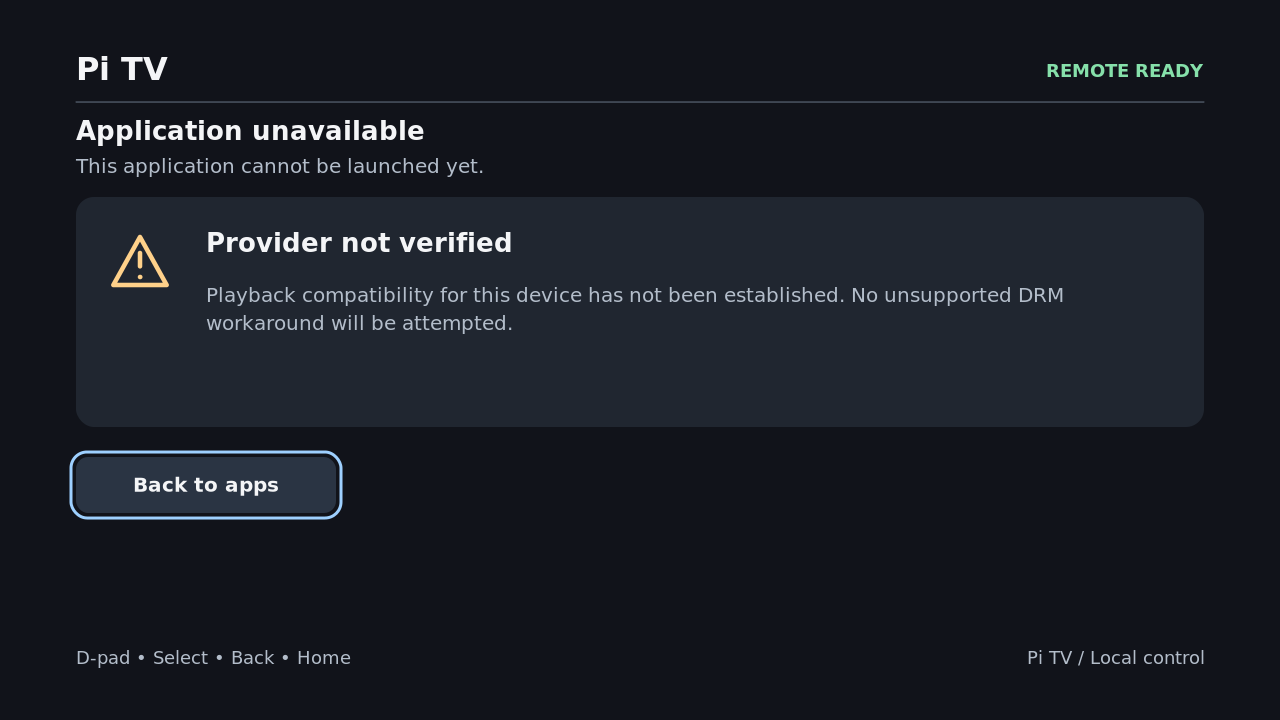 Pi TV
REMOTE READY
Application unavailable
This application cannot be launched yet.
Provider not verified
Playback compatibility for this device has not been established. No unsupported DRM
workaround will be attempted.
Back to apps
D-pad • Select • Back • Home
Pi TV / Local control